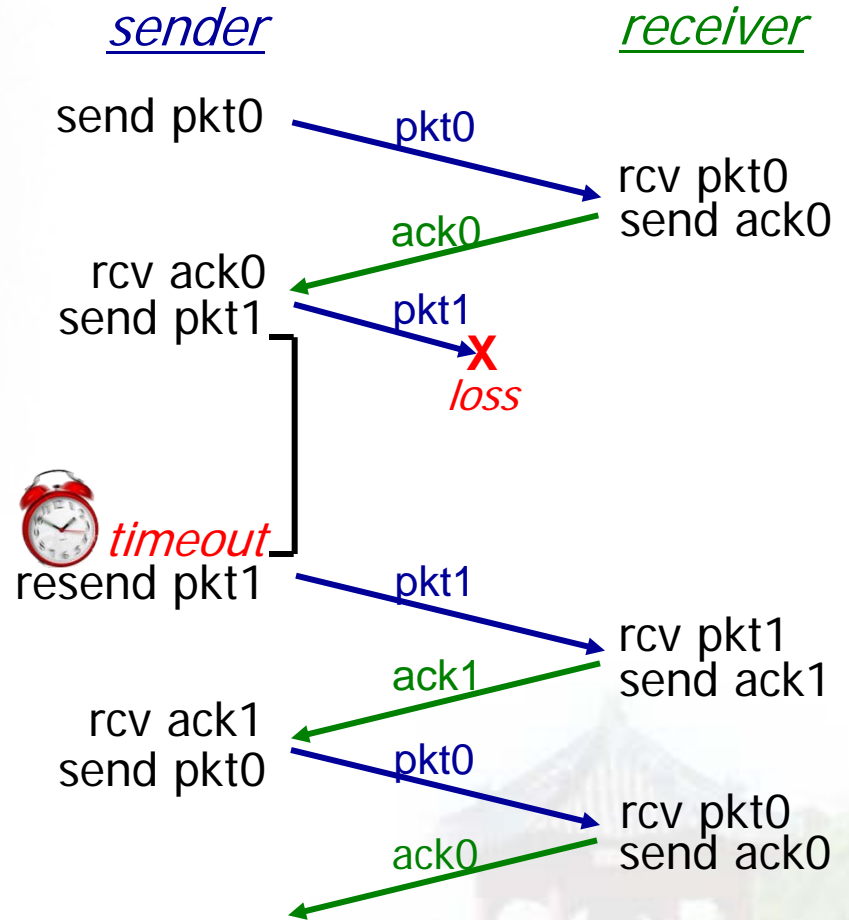 sender
receiver
send pkt0
pkt0
rcv pkt0
send ack0
ack0
rcv ack0
send pkt1
pkt1
X
loss
timeout
resend pkt1
pkt1
rcv pkt1
send ack1
ack1
rcv ack1
send pkt0
pkt0
rcv pkt0
send ack0
ack0